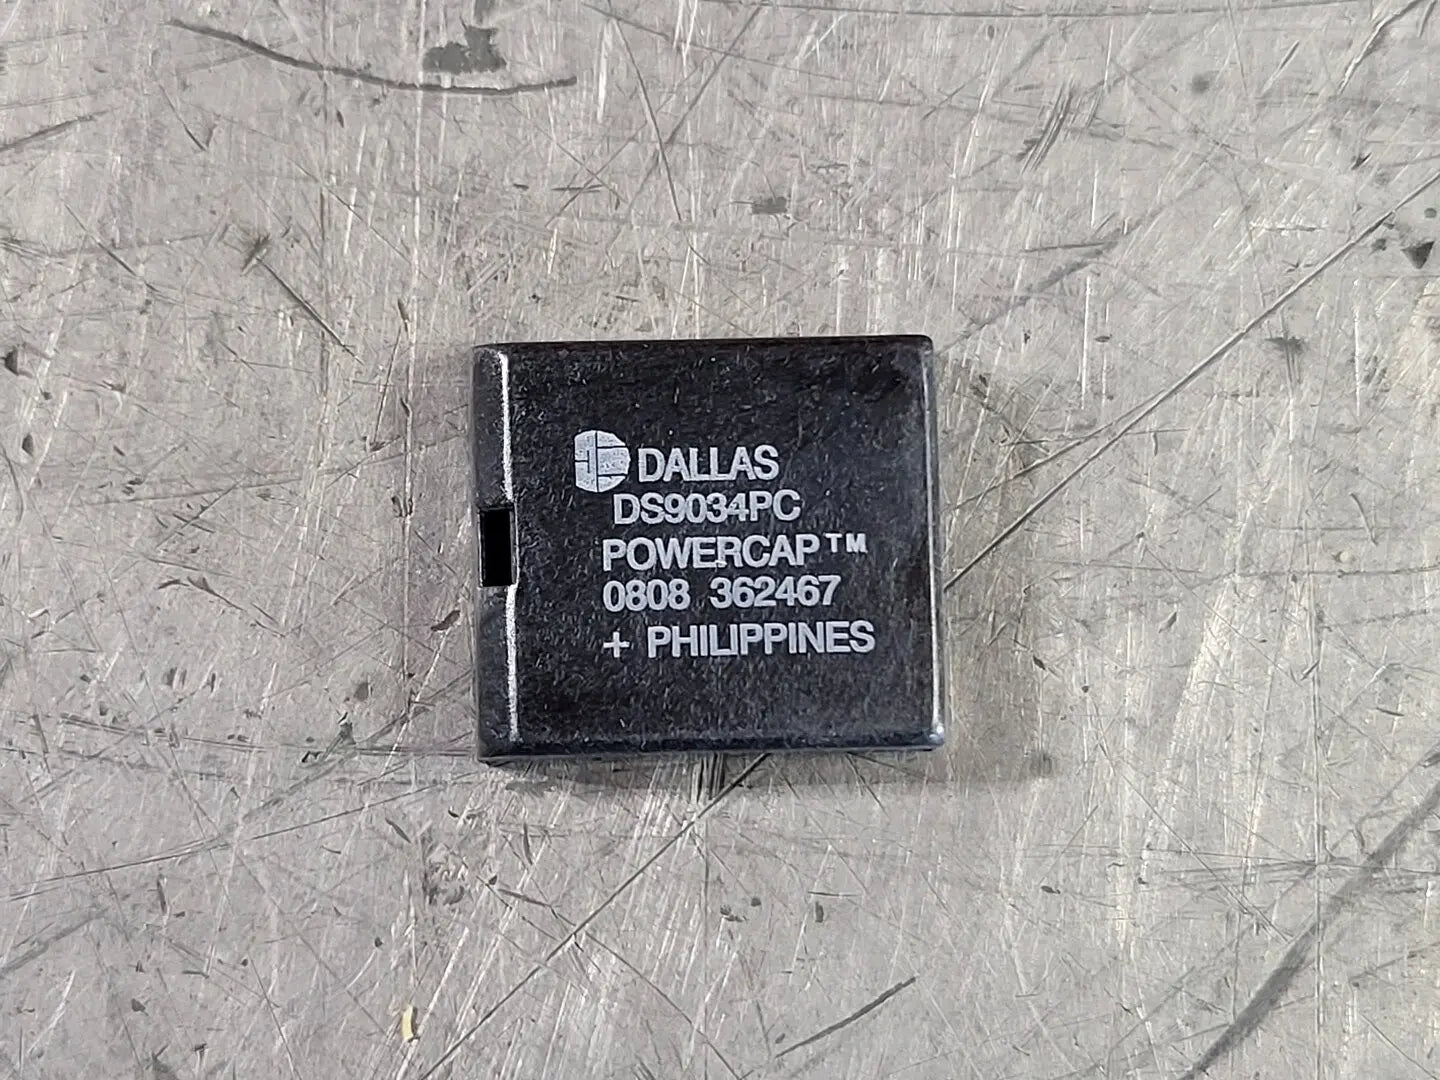 DALLAS
DS9034PC
POWERCAP™
0808 362467
+ PHILIPPINES